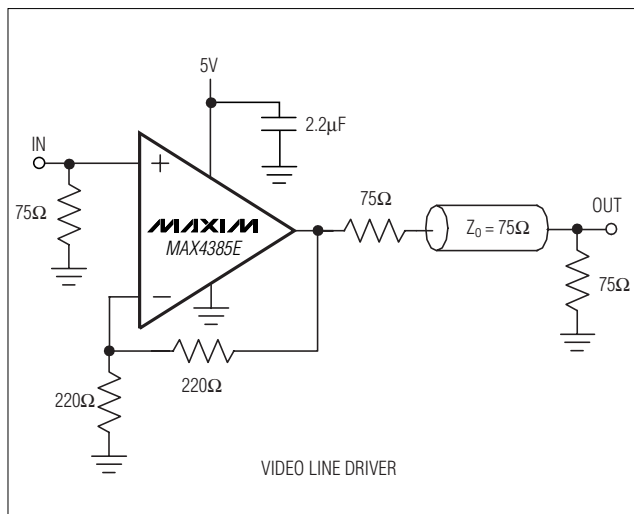 5V
2.2μF
IN
+
75Ω
MAXIM
MAX4385E
−
75Ω
Z0 = 75Ω
OUT
75Ω
220Ω
220Ω
VIDEO LINE DRIVER